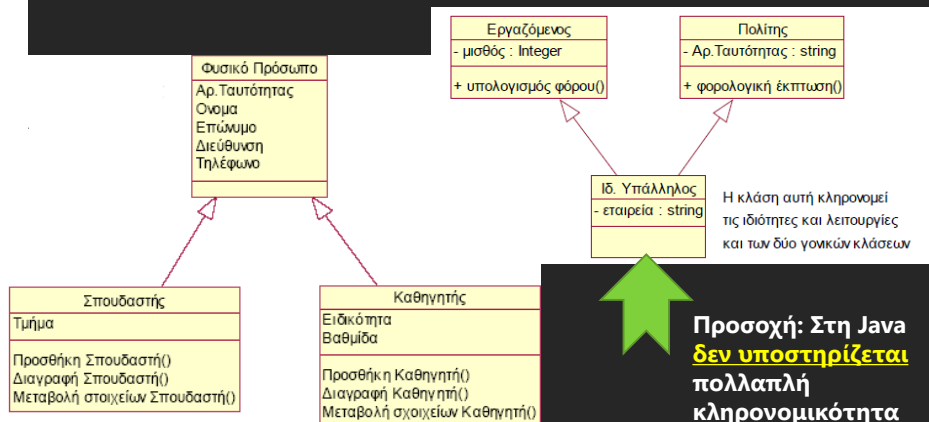 Φυσικό Πρόσωπο
Αρ.Ταυτότητας
Ονομα
Επώνυμο
Διεύθυνση
Τηλέφωνο
Σπουδαστής
Τμήμα
Προσθήκη Σπουδαστή()
Διαγραφή Σπουδαστή()
Μεταβολή στοιχείων Σπουδαστή()
Καθηγητής
Ειδικότητα
Βαθμίδα
Προσθήκη Καθηγητή()
Διαγραφή Καθηγητή()
Μεταβολή σχοιχείων Καθηγητή()
Εργαζόμενος
- μισθός : Integer
+ υπολογισμός φόρου()
Πολίτης
- Αρ.Ταυτότητας : string
+ φορολογική έκπτωση()
Ιδ. Υπάλληλος
- εταιρεία : string
Η κλάση αυτή κληρονομεί
τις ιδιότητες και λειτουργίες
και των δύο γονικών κλάσεων
Προσοχή: Στη Java
δεν υποστηρίζεται
πολλαπλή
κληρονομικότητα